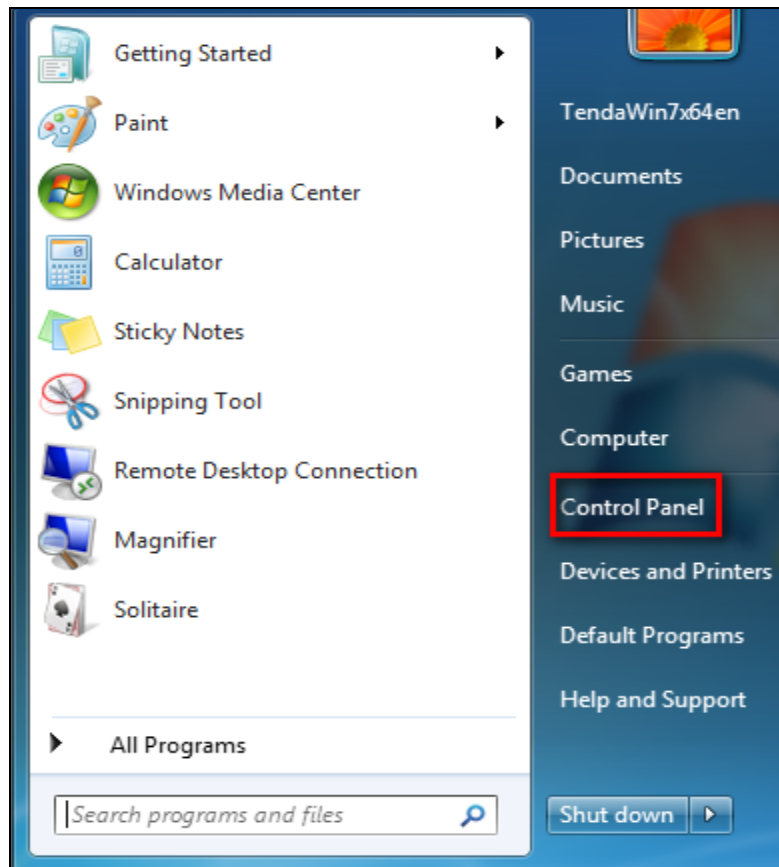 Getting Started
Paint
Windows Media Center
Calculator
Sticky Notes
Snipping Tool
Remote Desktop Connection
Magnifier
Solitaire
All Programs
Search programs and files
TendaWin7x64en
Documents
Pictures
Music
Games
Computer
Control Panel
Devices and Printers
Default Programs
Help and Support
Shut down